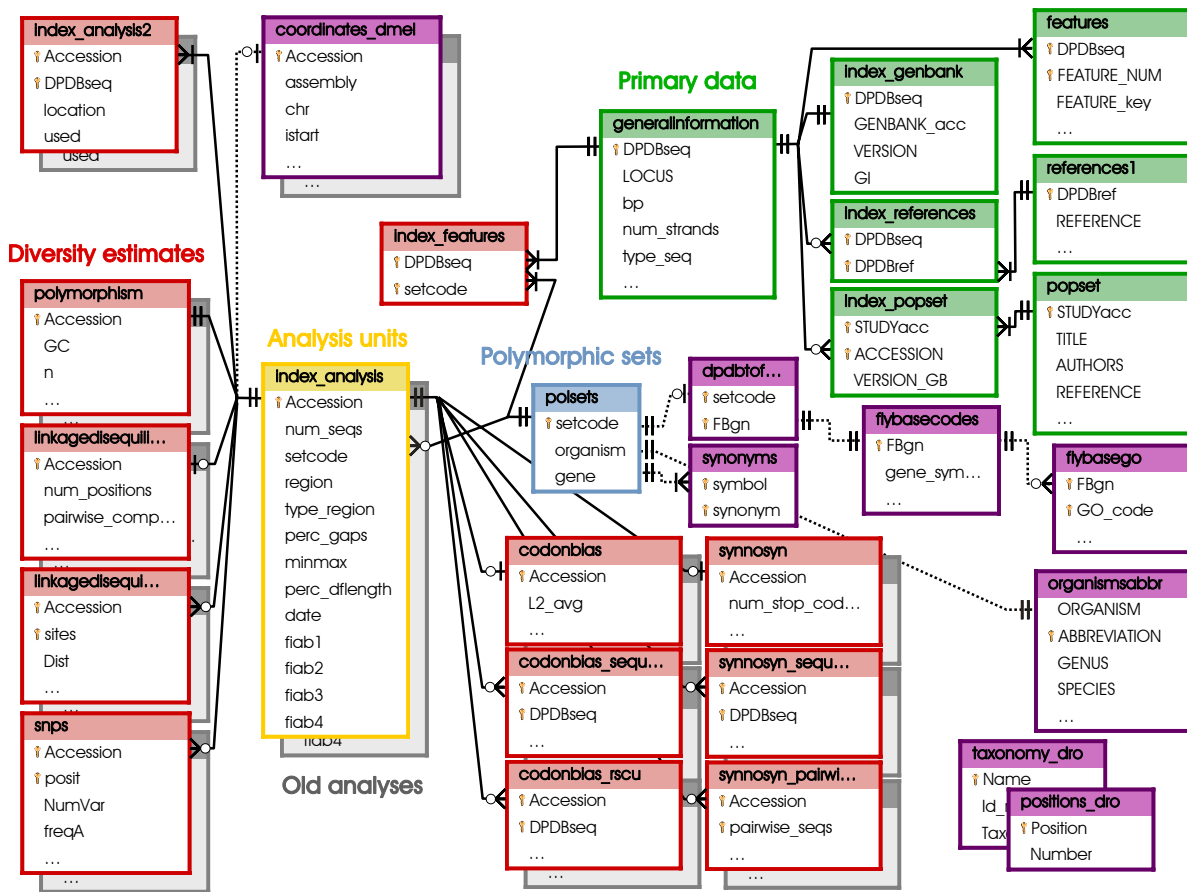 index_analysis2
Accession
DPDBseq
location
used
used
coordinates_dmel
Accession
assembly
chr
istart
...
...
Primary data
generalinformation
DPDBseq
LOCUS
bp
num_strands
type_seq
...
index_genbank
DPDBseq
GENBANK_acc
VERSION
GI
features
DPDBseq
FEATURE_NUM
FEATURE_key
...
index_references
DPDBseq
DPDBref
references1
DPDBref
REFERENCE
...
index_popset
STUDYacc
ACCESSION
VERSION_GB
popset
STUDYacc
TITLE
AUTHORS
REFERENCE
...
index_features
DPDBseq
setcode
Diversity estimates
polymorphism
Accession
GC
n
...
...
linkagedisequili...
Accession
num_positions
pairwise_comp...
...
linkagedisequi...
Accession
sites
Dist
...
...
snps
Accession
posit
NumVar
freqA
...
...
Analysis units
index_analysis
Accession
num_seqs
setcode
region
type_region
perc_gaps
minmax
perc_dflength
date
fiab1
fiab2
fiab3
fiab4
fiab4
Old analyses
Polymorphic sets
polsets
setcode
organism
gene
dpdbtof...
setcode
FBgn
synonyms
symbol
synonym
flybasecodes
FBgn
gene_sym...
...
flybasego
FBgn
GO_code
...
codonbias
Accession
L2_avg
...
synnosyn
Accession
num_stop_cod...
...
codonbias_sequ...
Accession
DPDBseq
...
synnosyn_sequ...
Accession
DPDBseq
...
codonbias_rscu
Accession
DPDBseq
...
...
synnosyn_pairwi...
Accession
pairwise_seqs
...
...
organismsabbr
ORGANISM
ABBREVIATION
GENUS
SPECIES
...
taxonomy_dro
Name
positions_dro
Position
Number